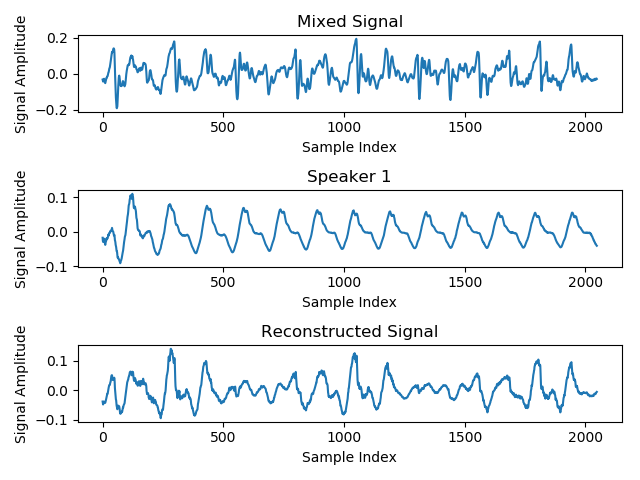 Mixed Signal
Signal Amplitude
0.2
0.0
−0.2
0
500
1000
1500
2000
Sample Index
Speaker 1
Signal Amplitude
0.1
0.0
−0.1
0
500
1000
1500
2000
Sample Index
Reconstructed Signal
Signal Amplitude
0.1
0.0
−0.1
0
500
1000
1500
2000
Sample Index